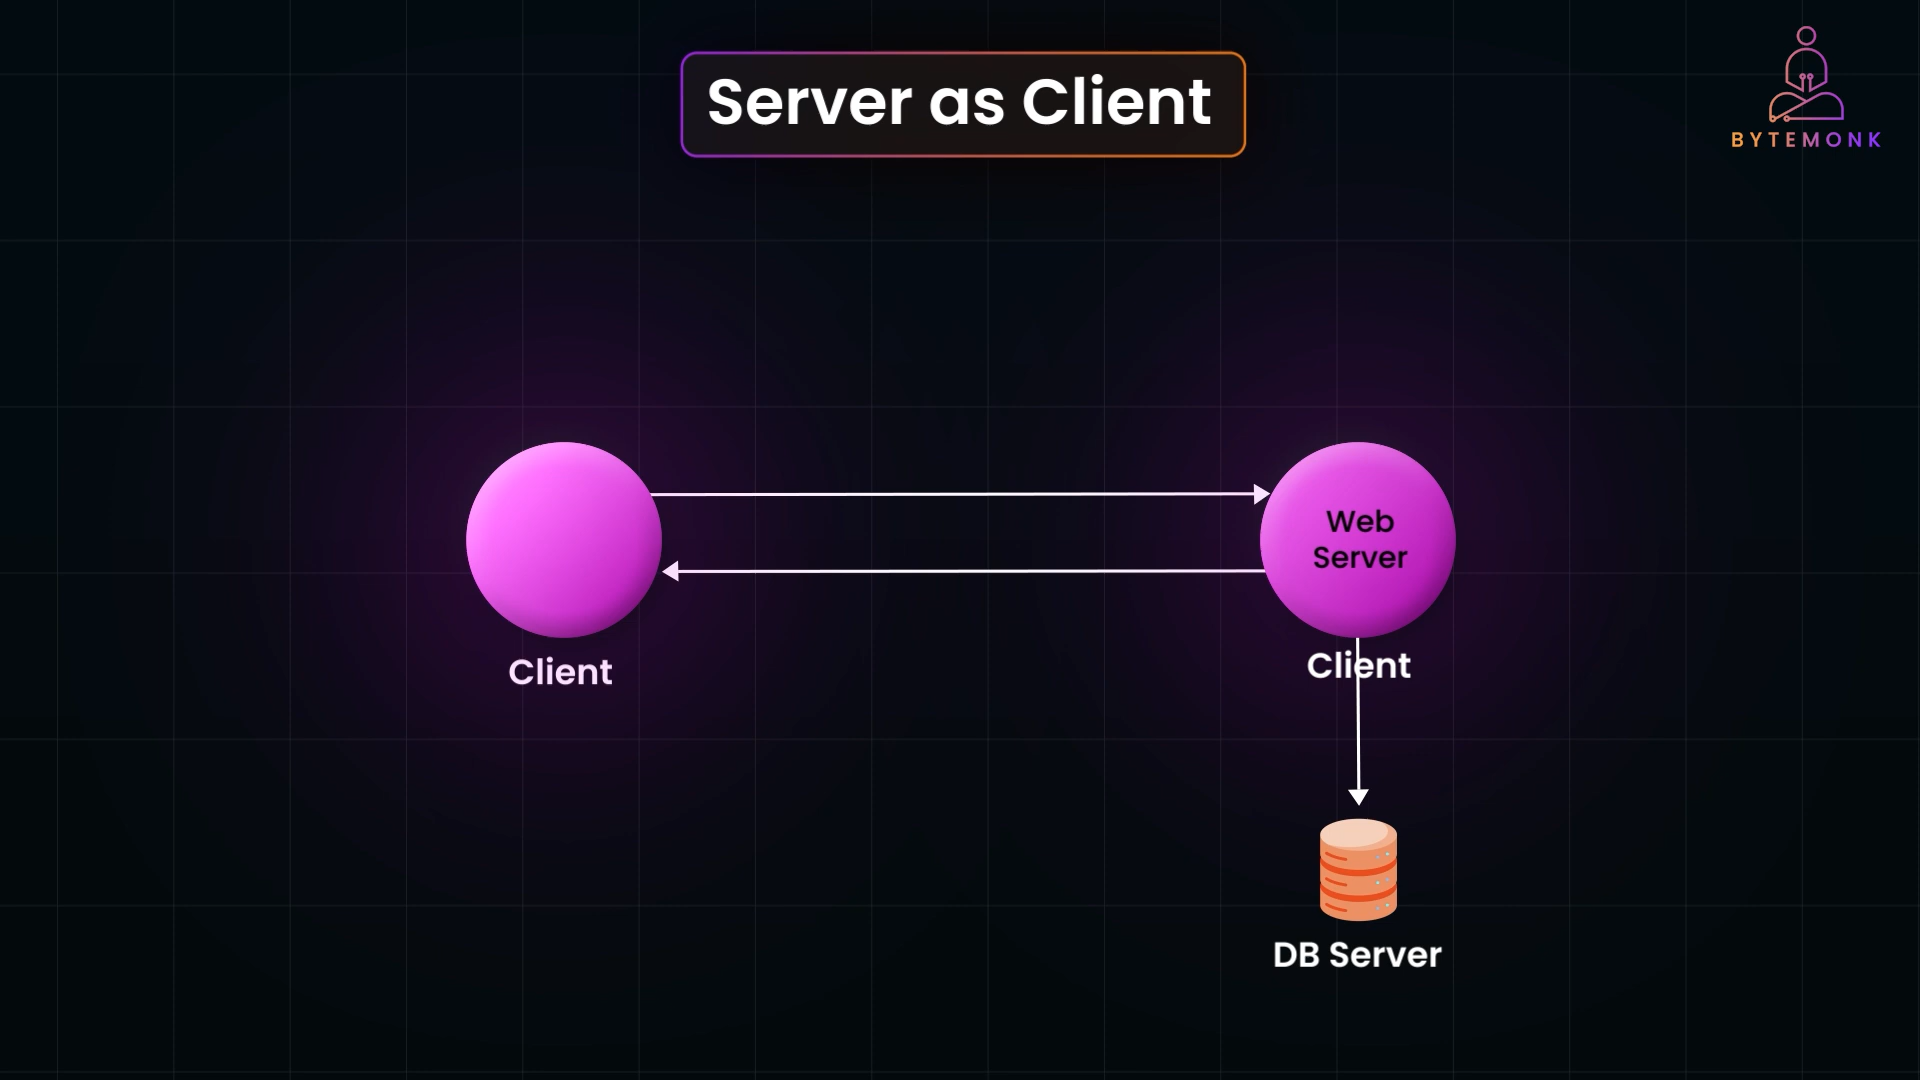 Server as Client
BYTEMONK
Web
Server
Client
Client
DB Server